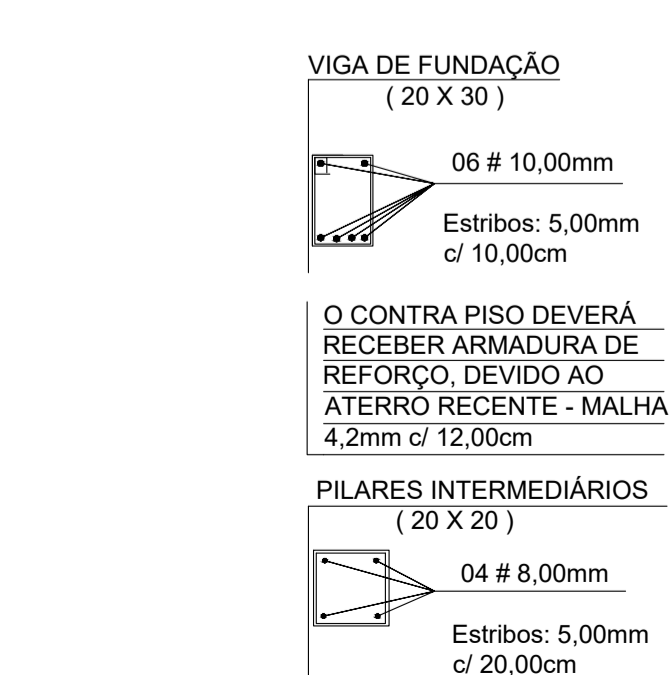 VIGA DE FUNDAÇÃO
( 20 X 30 )
06 # 10,00mm
Estribos: 5,00mm
c/ 10,00cm
O CONTRA PISO DEVERÁ
RECEBER ARMADURA DE
REFORÇO, DEVIDO AO
ATERRO RECENTE - MALHA
4,2mm c/ 12,00cm
PILARES INTERMEDIÁRIOS
( 20 X 20 )
04 # 8,00mm
Estribos: 5,00mm
c/ 20,00cm